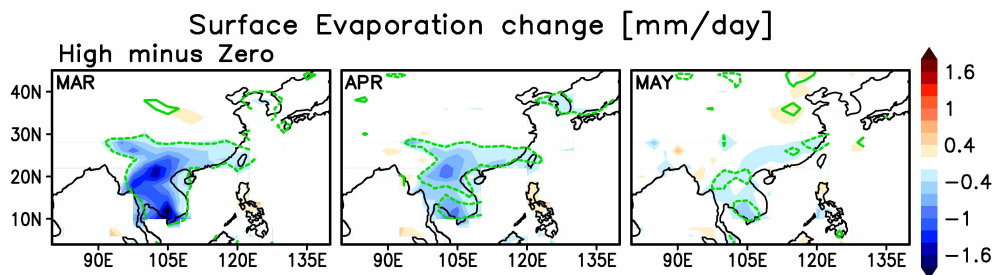 Surface Evaporation change [mm/day]
High minus Zero
MAR
APR
MAY
40N
30N
20N
10N
90E 105E 120E 135E
90E 105E 120E 135E
90E 105E 120E 135E
1.6
1
0.4
−0.4
−1
−1.6